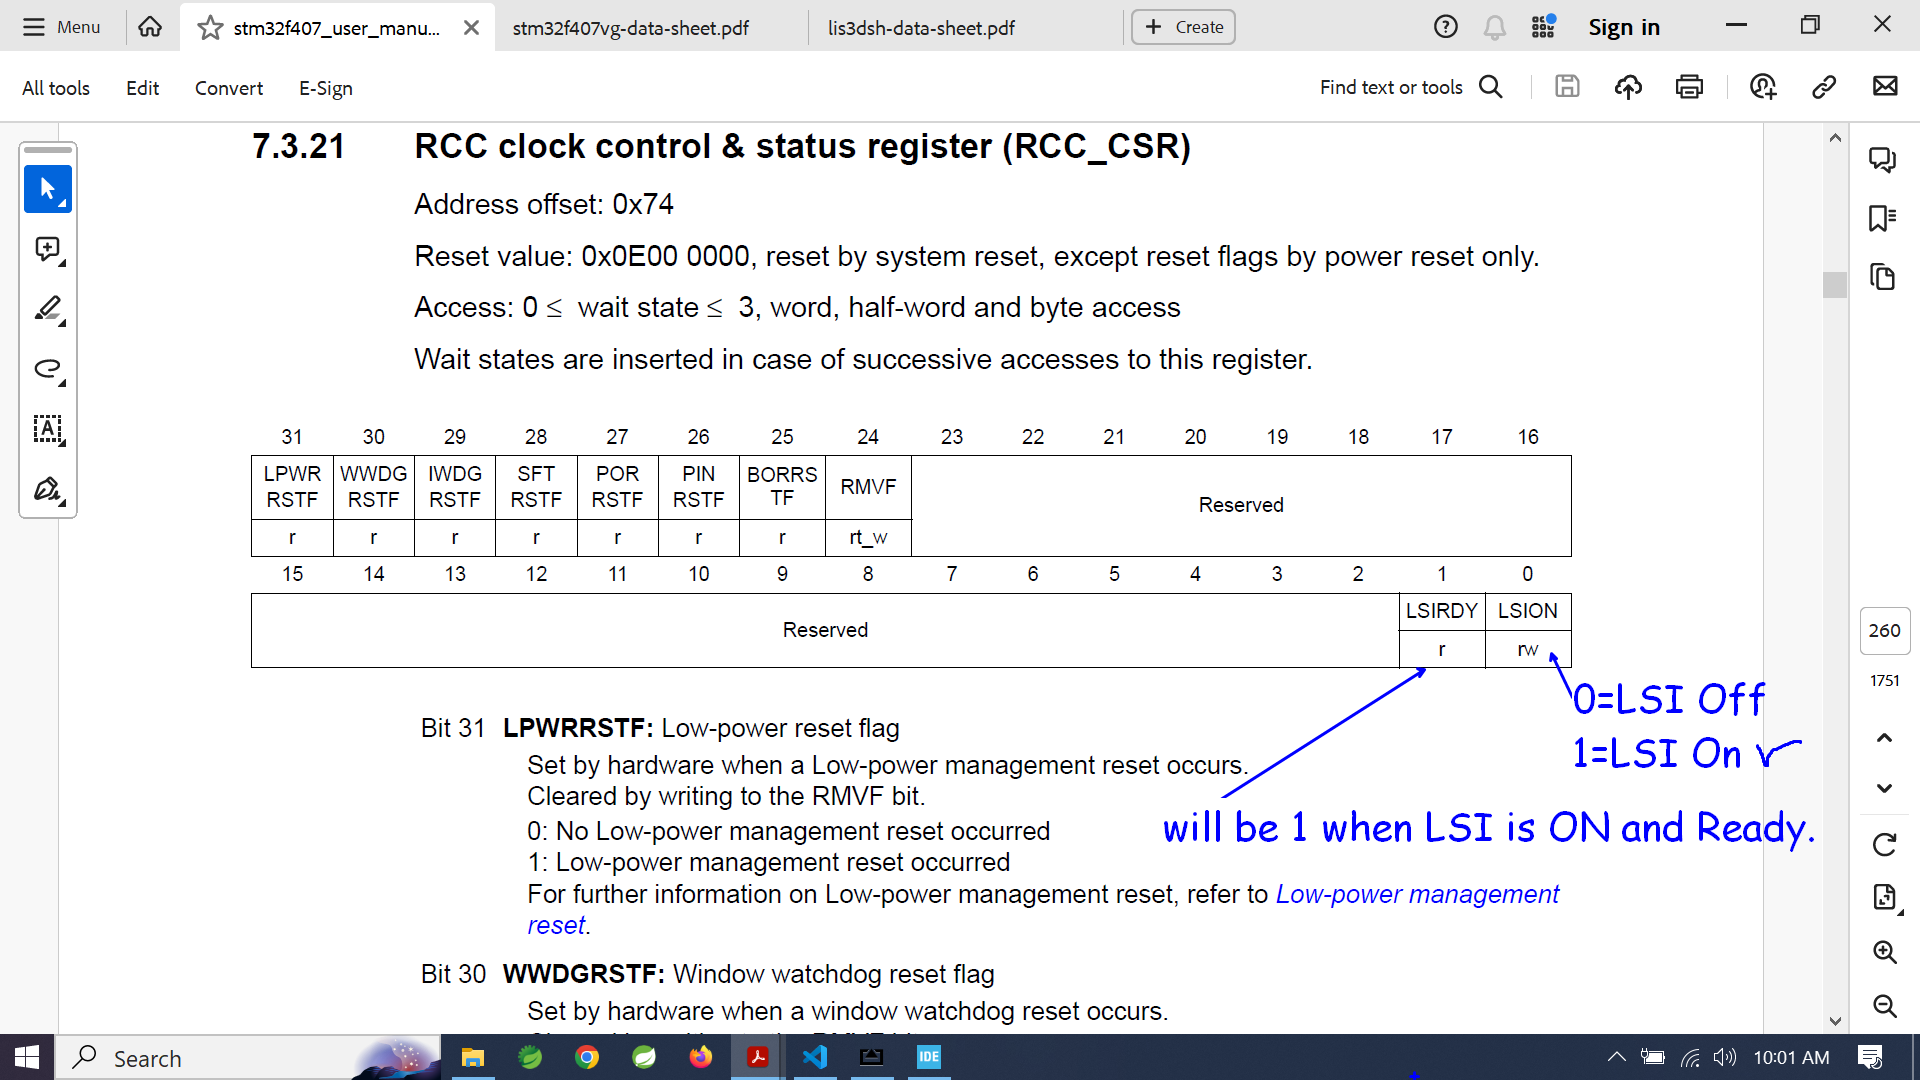 Menu
stm32f407_user_manu...
stm32f407vg-data-sheet.pdf
lis3dsh-data-sheet.pdf
+ Create
Sign in
All tools
Edit
Convert
E-Sign
Find text or tools
7.3.21 RCC clock control & status register (RCC_CSR)
Address offset: 0x74
Reset value: 0x0E00 0000, reset by system reset, except reset flags by power reset only.
Access: 0 ≤ wait state ≤ 3, word, half-word and byte access
Wait states are inserted in case of successive accesses to this register.
31 30 29 28 27 26 25 24 23 22 21 20 19 18 17 16
LPWR RSTF WWDG RSTF IWDG RSTF SFT RSTF POR RSTF PIN RSTF BORRS TF RMVF Reserved
r r r r r r r rt_w
15 14 13 12 11 10 9 8 7 6 5 4 3 2 1 0
Reserved LSIRDY LSION
r rw
0=LSI Off
1=LSI On ✓
will be 1 when LSI is ON and Ready.
Bit 31 LPWRRSTF: Low-power reset flag
Set by hardware when a Low-power management reset occurs.
Cleared by writing to the RMVF bit.
0: No Low-power management reset occurred
1: Low-power management reset occurred
For further information on Low-power management reset, refer to Low-power management
reset.
Bit 30 WWDGRSTF: Window watchdog reset flag
Set by hardware when a window watchdog reset occurs.
260
1751
Search
IDE
10:01 AM